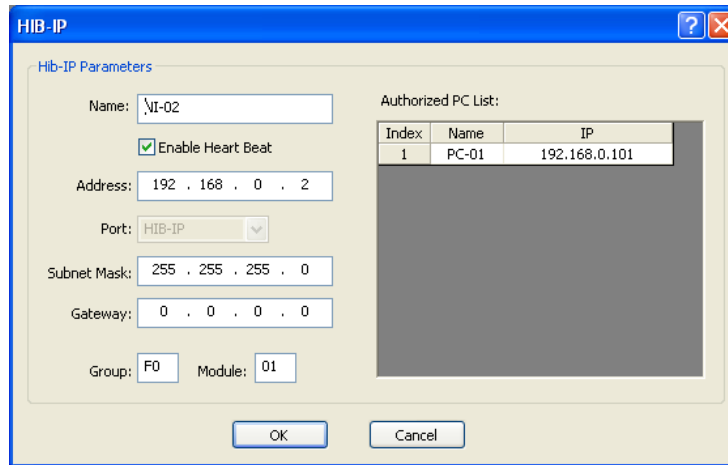 HIB-IP
Hib-IP Parameters
Name: \I-02
Enable Heart Beat
Address: 192 . 168 . 0 . 2
Port: HIB-IP
Subnet Mask: 255 . 255 . 255 . 0
Gateway: 0 . 0 . 0 . 0
Group: F0 Module: 01
Authorized PC List:
Index Name IP
1 PC-01 192.168.0.101
OK Cancel